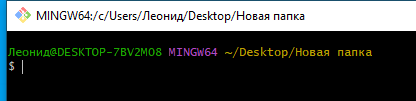 MINGW64:/c/Users/Леонид/Desktop/Новая папка
Леонид@DESKTOP-7BV2MO8 MINGW64 ~/Desktop/Новая папка
$